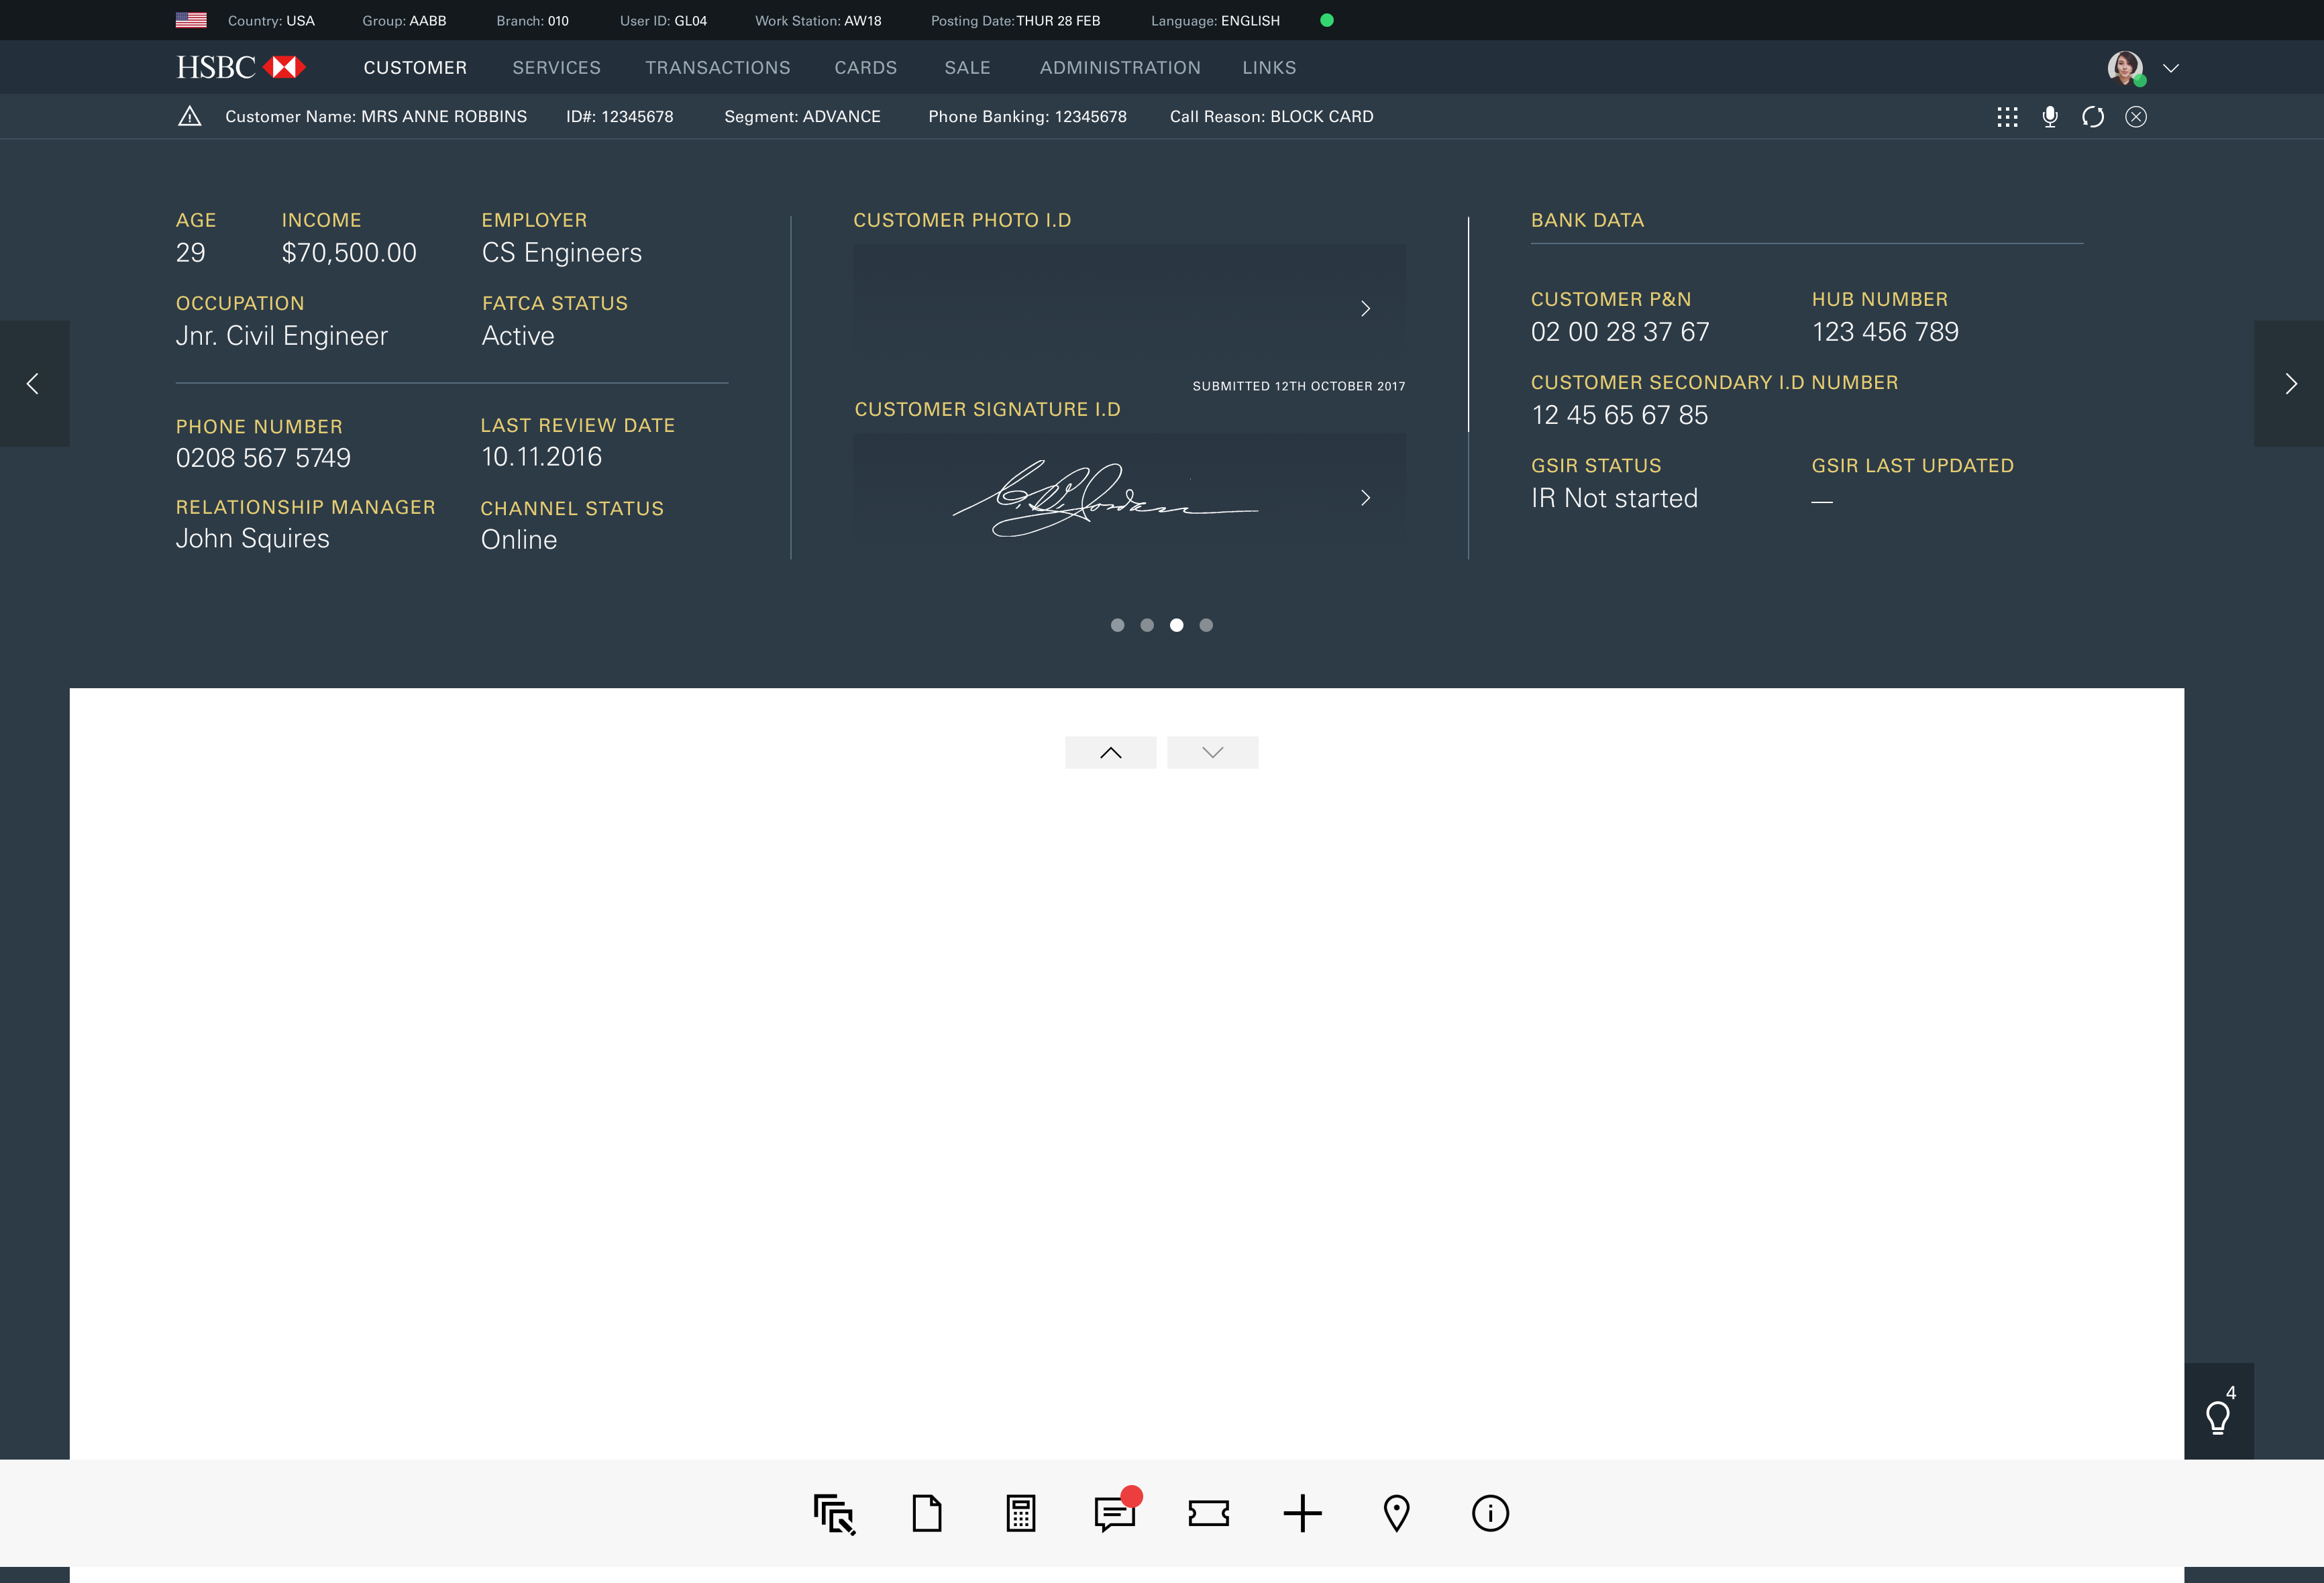 Country: USA Group: AABB Branch: 010 User ID: GL04 Work Station: AW18 Posting Date: THUR 28 FEB Language: ENGLISH
HSBC CUSTOMER SERVICES TRANSACTIONS CARDS SALE ADMINISTRATION LINKS
Customer Name: MRS ANNE ROBBINS ID#: 12345678 Segment: ADVANCE Phone Banking: 12345678 Call Reason: BLOCK CARD
AGE INCOME EMPLOYER
29 $70,500.00 CS Engineers
OCCUPATION FATCA STATUS
Jnr. Civil Engineer Active
PHONE NUMBER LAST REVIEW DATE
0208 567 5749 10.11.2016
RELATIONSHIP MANAGER CHANNEL STATUS
John Squires Online
CUSTOMER PHOTO I.D
SUBMITTED 12TH OCTOBER 2017
CUSTOMER SIGNATURE I.D
BANK DATA
CUSTOMER P&N HUB NUMBER
02 00 28 37 67 123 456 789
CUSTOMER SECONDARY I.D NUMBER
12 45 65 67 85
GSIR STATUS GSIR LAST UPDATED
IR Not started —
4